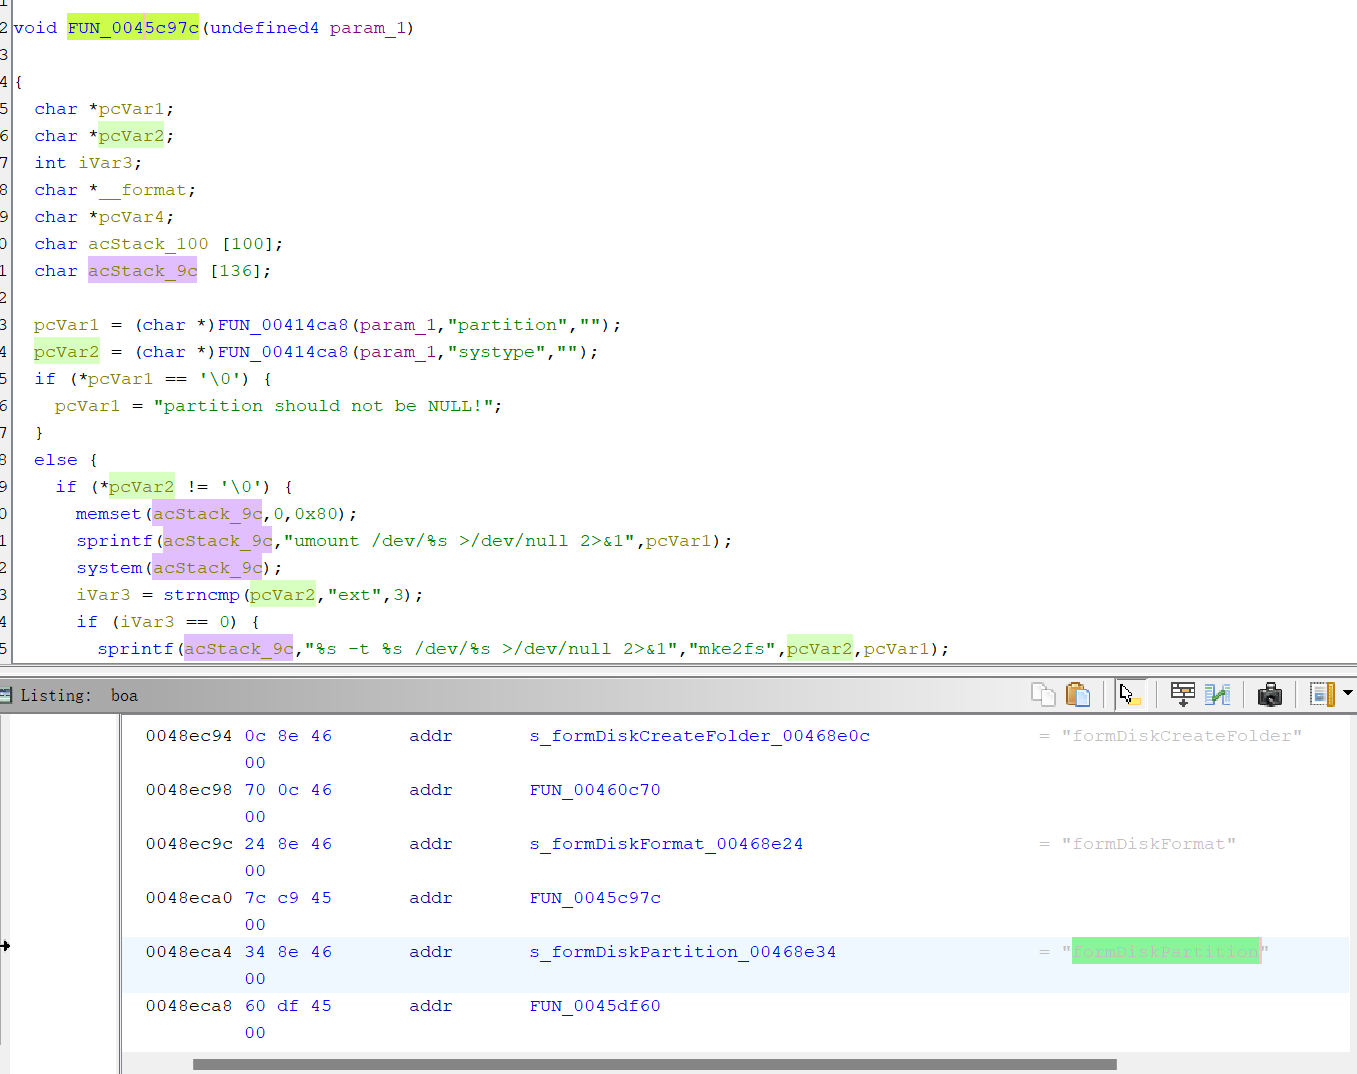 1
2 void FUN_0045c97c(undefined4 param_1)
3
4 {
5   char *pcVar1;
6   char *pcVar2;
7   int iVar3;
8   char *__format;
9   char *pcVar4;
0   char acStack_100 [100];
1   char acStack_9c [136];
2
3   pcVar1 = (char *)FUN_00414ca8(param_1,"partition","");
4   pcVar2 = (char *)FUN_00414ca8(param_1,"systype","");
5   if (*pcVar1 == '\0') {
6     pcVar1 = "partition should not be NULL!";
7   }
8   else {
9     if (*pcVar2 != '\0') {
0       memset(acStack_9c,0,0x80);
1       sprintf(acStack_9c,"umount /dev/%s >/dev/null 2>&1",pcVar1);
2       system(acStack_9c);
3       iVar3 = strncmp(pcVar2,"ext",3);
4       if (iVar3 == 0) {
5         sprintf(acStack_9c,"%s -t %s /dev/%s >/dev/null 2>&1","mke2fs",pcVar2,pcVar1);
Listing: boa
0048ec94 0c 8e 46 addr s_formDiskCreateFolder_00468e0c = "formDiskCreateFolder"
00
0048ec98 70 0c 46 addr FUN_00460c70
00
0048ec9c 24 8e 46 addr s_formDiskFormat_00468e24 = "formDiskFormat"
00
0048eca0 7c c9 45 addr FUN_0045c97c
00
0048eca4 34 8e 46 addr s_formDiskPartition_00468e34 = "formDiskPartition"
00
0048eca8 60 df 45 addr FUN_0045df60
00